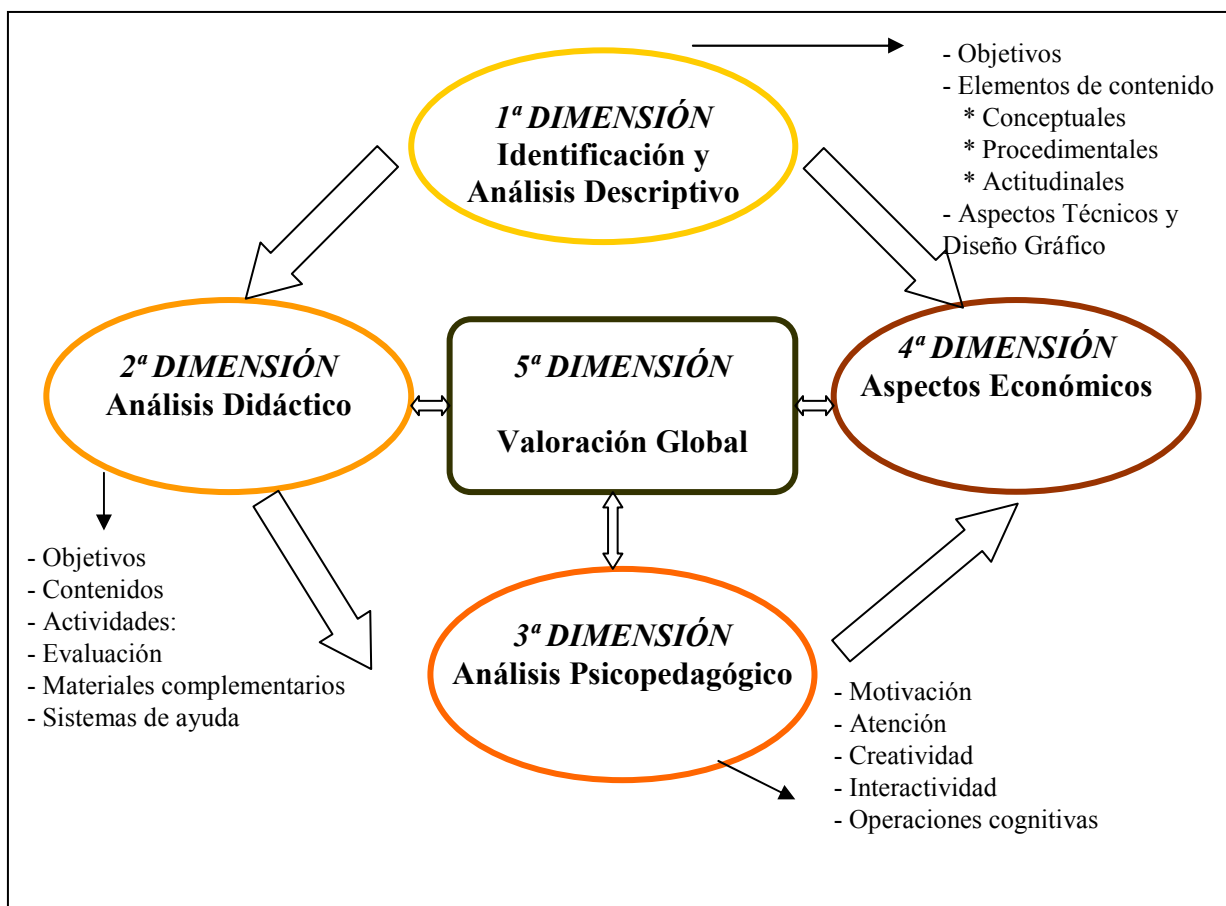 1ª DIMENSIÓN
Identificación y
Análisis Descriptivo
- Objetivos
- Elementos de contenido
* Conceptuales
* Procedimentales
* Actitudinales
- Aspectos Técnicos y
Diseño Gráfico
2ª DIMENSIÓN
Análisis Didáctico
5ª DIMENSIÓN
Valoración Global
4ª DIMENSIÓN
Aspectos Económicos
- Objetivos
- Contenidos
- Actividades:
- Evaluación
- Materiales complementarios
- Sistemas de ayuda
3ª DIMENSIÓN
Análisis Psicopedagógico
- Motivación
- Atención
- Creatividad
- Interactividad
- Operaciones cognitivas